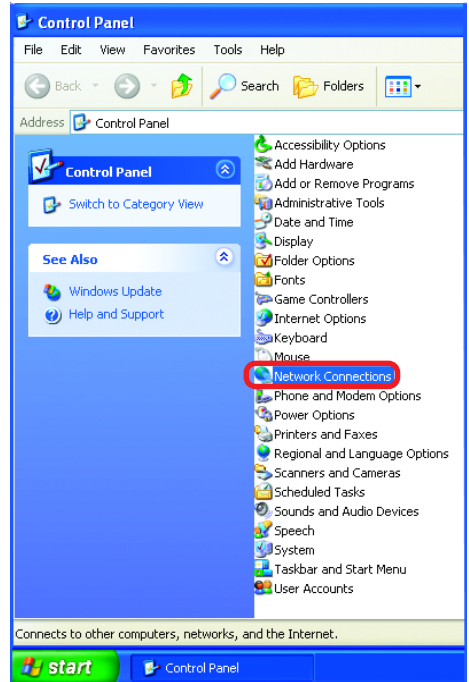 Control Panel
File Edit View Favorites Tools Help
Back Search Folders
Address Control Panel
Control Panel
Switch to Category View
See Also
Windows Update
Help and Support
Accessibility Options
Add Hardware
Add or Remove Programs
Administrative Tools
Date and Time
Display
Folder Options
Fonts
Game Controllers
Internet Options
Keyboard
Mouse
Network Connections
Phone and Modem Options
Power Options
Printers and Faxes
Regional and Language Options
Scanners and Cameras
Scheduled Tasks
Sounds and Audio Devices
Speech
System
Taskbar and Start Menu
User Accounts
Connects to other computers, networks, and the Internet.
start Control Panel